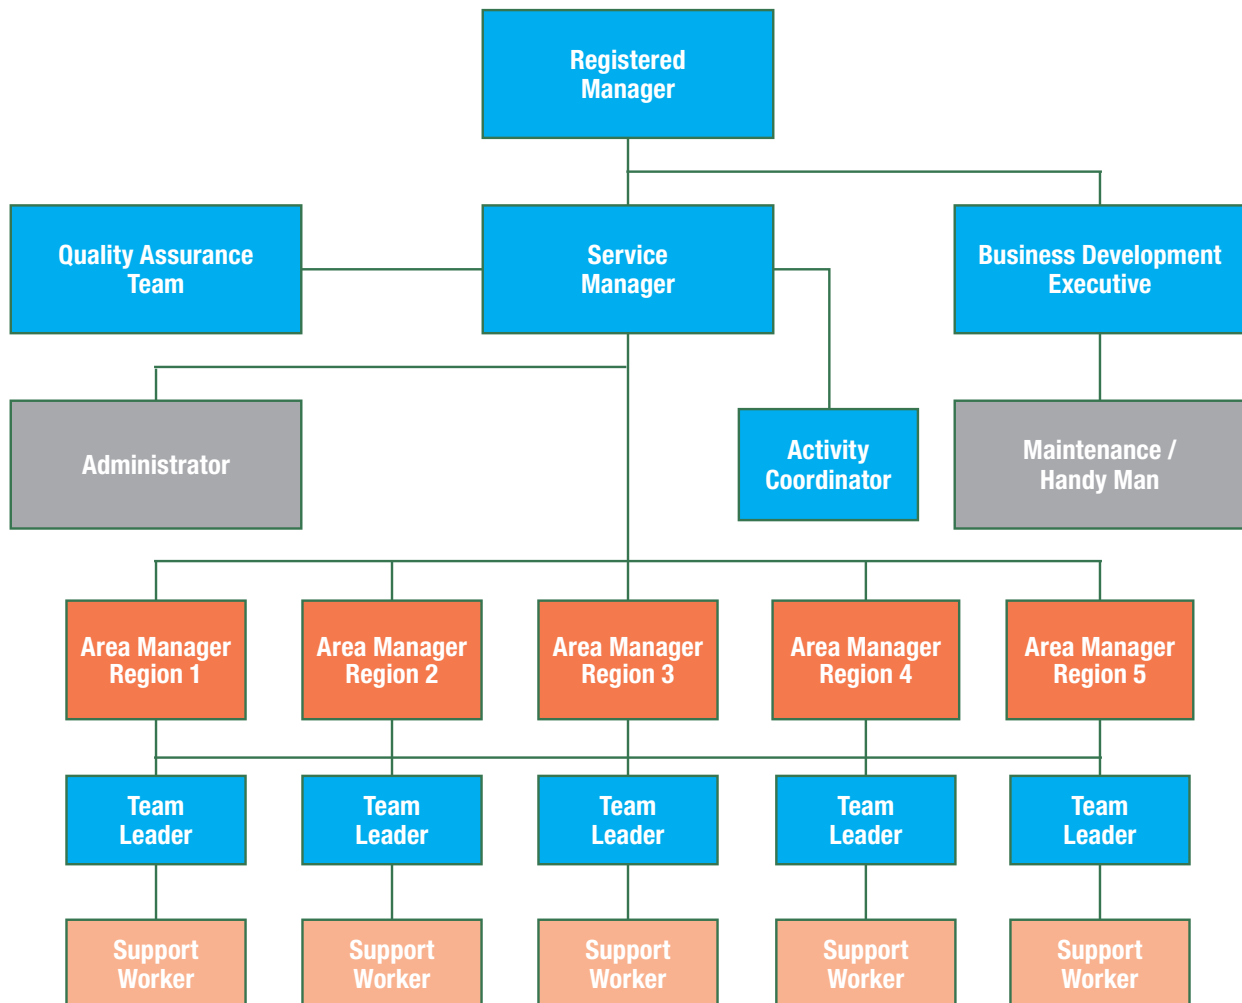 Registered
Manager
Quality Assurance
Team
Service
Manager
Business Development
Executive
Administrator
Activity
Coordinator
Maintenance /
Handy Man
Area Manager
Region 1
Area Manager
Region 2
Area Manager
Region 3
Area Manager
Region 4
Area Manager
Region 5
Team
Leader
Team
Leader
Team
Leader
Team
Leader
Team
Leader
Support
Worker
Support
Worker
Support
Worker
Support
Worker
Support
Worker